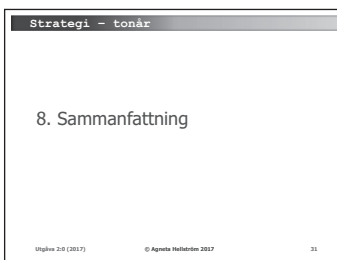 Strategi – tonår
8. Sammanfattning
Utgåva 2:0 (2017) © Agneta Hellström 2017 31